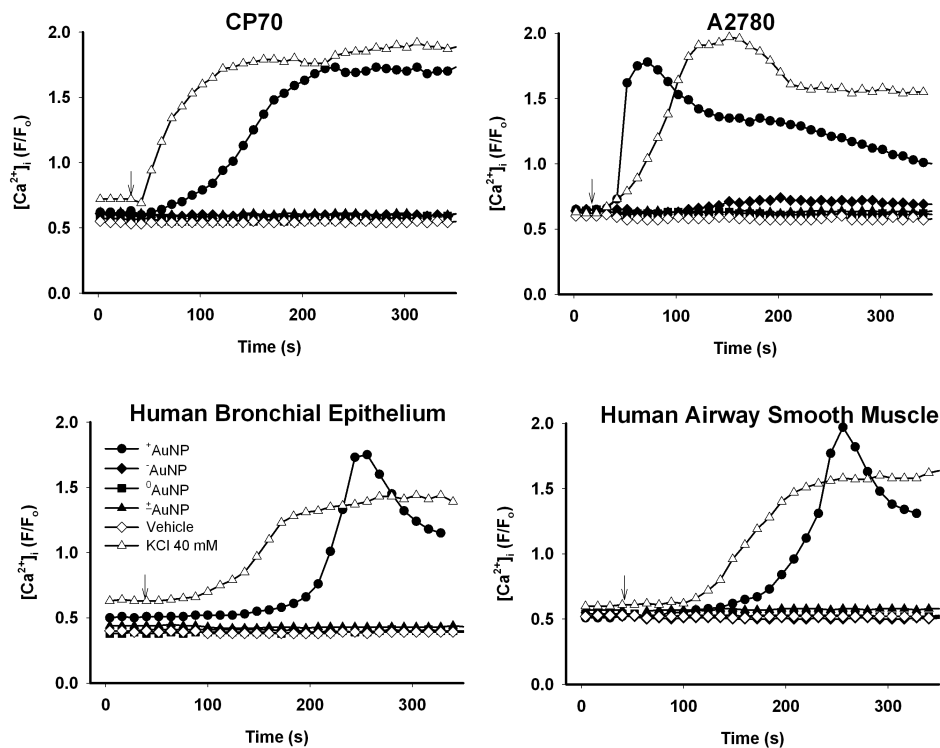 CP70
[Ca²⁺]ᵢ (F/Fₒ)
2.0
1.5
1.0
0.5
0.0
0 100 200 300
Time (s)
A2780
[Ca²⁺]ᵢ (F/Fₒ)
2.0
1.5
1.0
0.5
0.0
0 100 200 300
Time (s)
Human Bronchial Epithelium
[Ca²⁺]ᵢ (F/Fₒ)
2.0
1.5
1.0
0.5
0.0
⁺AuNP
⁻AuNP
⁰AuNP
±AuNP
Vehicle
KCl 40 mM
0 100 200 300
Time (s)
Human Airway Smooth Muscle
[Ca²⁺]ᵢ (F/Fₒ)
2.0
1.5
1.0
0.5
0.0
0 100 200 300
Time (s)